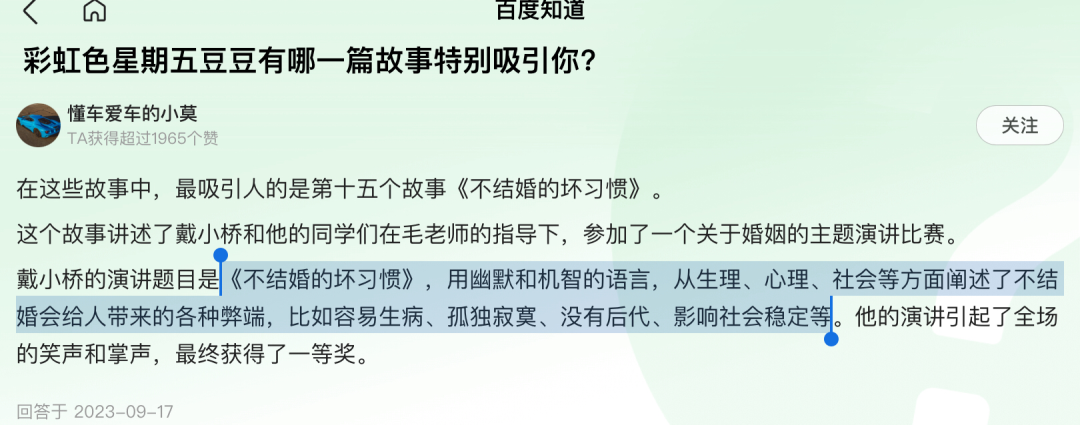 百度知道
彩虹色星期五豆豆有哪一篇故事特别吸引你?
懂车爱车的小莫
TA获得超过1965个赞
关注
在这些故事中，最吸引人的是第十五个故事《不结婚的坏习惯》。
这个故事讲述了戴小桥和他的同学们在毛老师的指导下，参加了一个关于婚姻的主题演讲比赛。
戴小桥的演讲题目是《不结婚的坏习惯》，用幽默和机智的语言，从生理、心理、社会等方面阐述了不结
婚会给人带来的各种弊端，比如容易生病、孤独寂寞、没有后代、影响社会稳定等。他的演讲引起了全场
的笑声和掌声，最终获得了一等奖。
回答于 2023-09-17